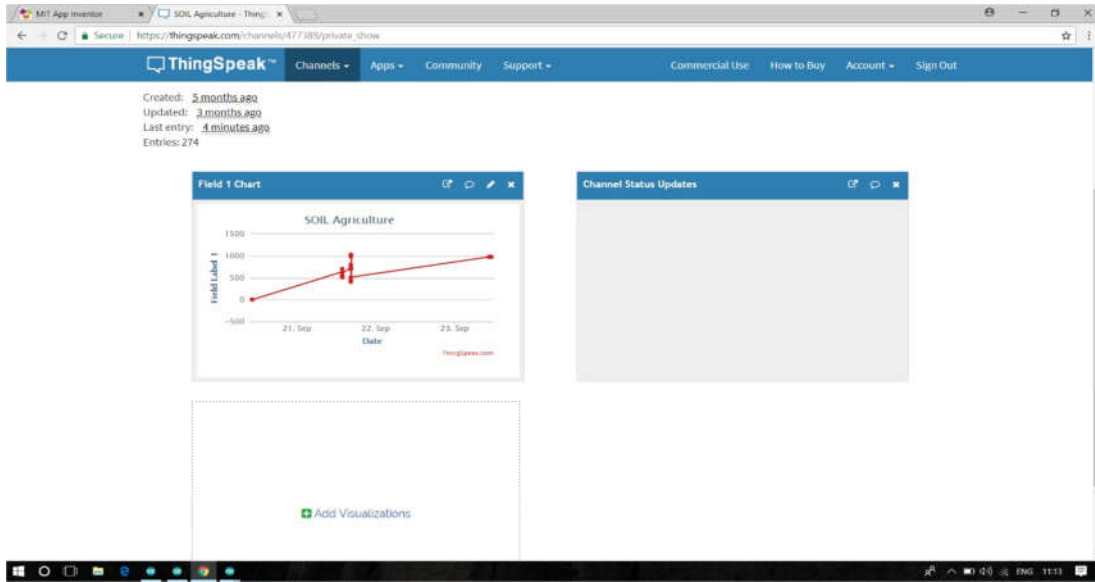 MIT App Inventor
SOIL Agriculture - Thing
Secure https://thingspeak.com/channels/477389/private_show
ThingSpeak™ Channels Apps Community Support Commercial Use How to Buy Account Sign Out
Created: 5 months ago
Updated: 3 months ago
Last entry: 4 minutes ago
Entries: 274
Field 1 Chart
SOIL Agriculture
1500
1000
500
0
-500
Field Label 1
21. Sep 22. Sep 23. Sep
Date
ThingSpeak.com
Channel Status Updates
Add Visualizations
ENG 11:13